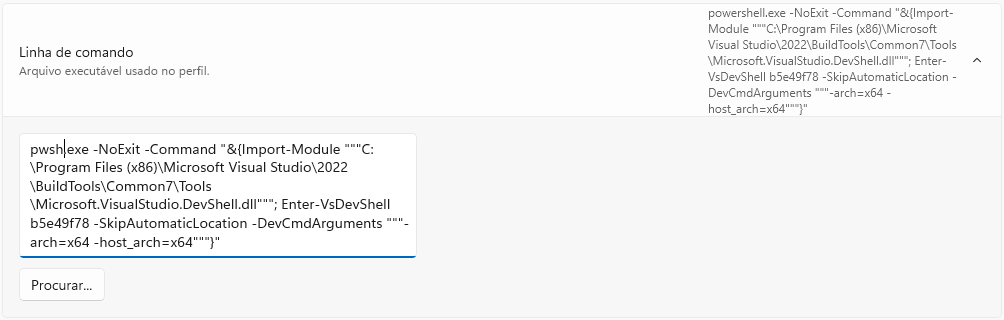 Linha de comando
Arquivo executável usado no perfil.
powershell.exe -NoExit -Command "&{Import-
Module """C:\Program Files (x86)\Microsoft
Visual Studio\2022\BuildTools\Common7\Tools
\Microsoft.VisualStudio.DevShell.dll"""; Enter-
VsDevShell b5e49f78 -SkipAutomaticLocation -
DevCmdArguments """-arch=x64 -
host_arch=x64"""}"
pwsh.exe -NoExit -Command "&{Import-Module """C:
\Program Files (x86)\Microsoft Visual Studio\2022
\BuildTools\Common7\Tools
\Microsoft.VisualStudio.DevShell.dll"""; Enter-VsDevShell
b5e49f78 -SkipAutomaticLocation -DevCmdArguments """-
arch=x64 -host_arch=x64"""}"
Procurar...